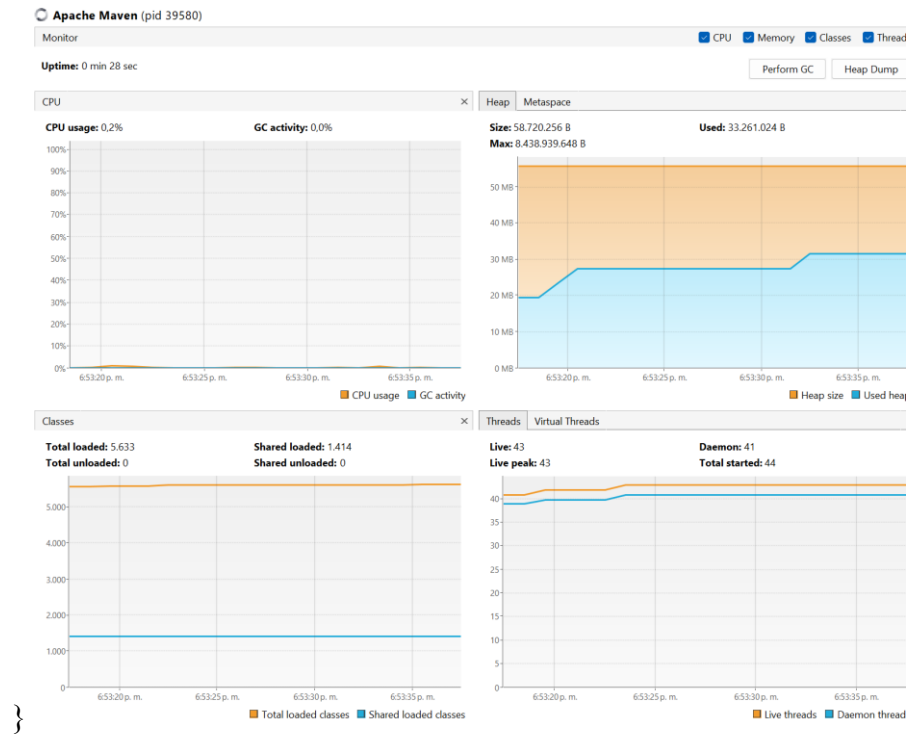 Apache Maven (pid 39580)
Monitor
CPU Memory Classes Thread
Uptime: 0 min 28 sec
Perform GC Heap Dump
CPU ×
CPU usage: 0,2% GC activity: 0,0%
100%
90%
80%
70%
60%
50%
40%
30%
20%
10%
0%
6:53:20 p. m. 6:53:25 p. m. 6:53:30 p. m. 6:53:35 p. m.
CPU usage GC activity
Heap Metaspace
Size: 58.720.256 B Used: 33.261.024 B
Max: 8.438.939.648 B
50 MB
40 MB
30 MB
20 MB
10 MB
0 MB
6:53:20 p. m. 6:53:25 p. m. 6:53:30 p. m. 6:53:35 p. m.
Heap size Used heap
Classes ×
Total loaded: 5.633 Shared loaded: 1.414
Total unloaded: 0 Shared unloaded: 0
5.000
4.000
3.000
2.000
1.000
0
6:53:20 p. m. 6:53:25 p. m. 6:53:30 p. m. 6:53:35 p. m.
Total loaded classes Shared loaded classes
Threads Virtual Threads
Live: 43 Daemon: 41
Live peak: 43 Total started: 44
40
35
30
25
20
15
10
5
0
6:53:20 p. m. 6:53:25 p. m. 6:53:30 p. m. 6:53:35 p. m.
Live threads Daemon thread
}